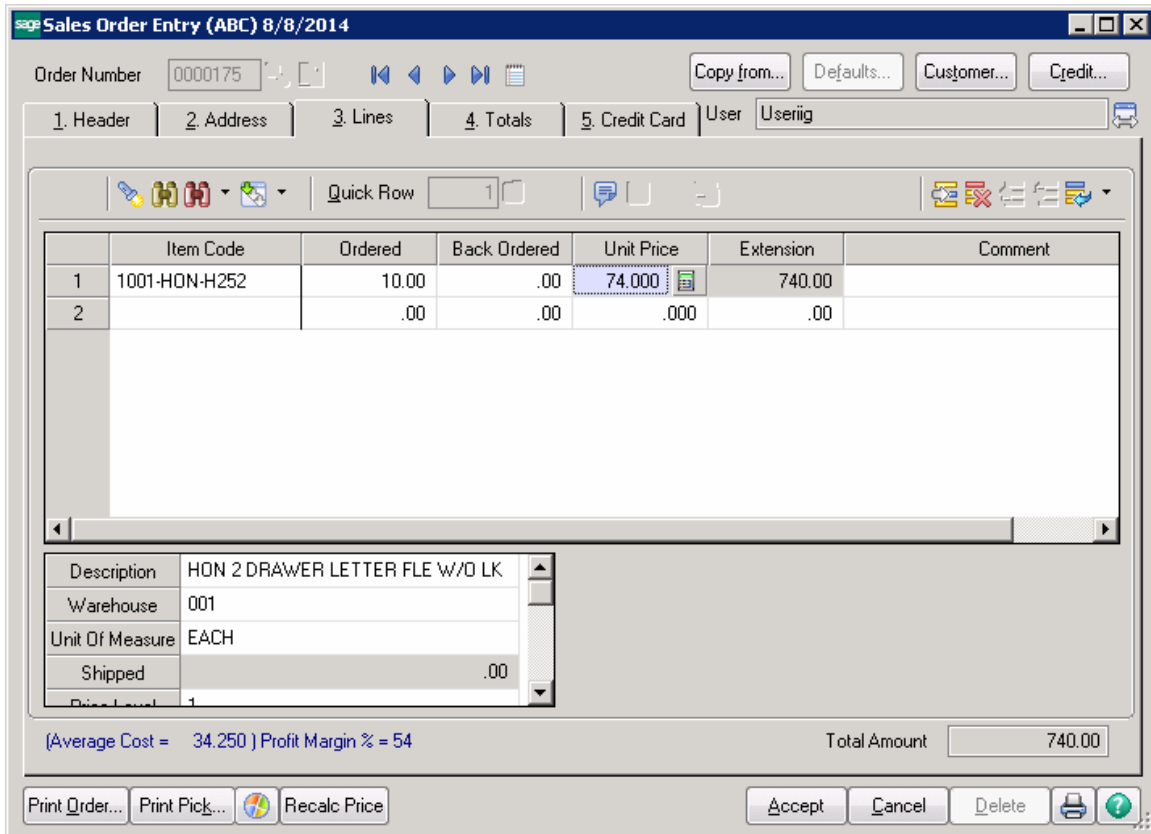 sage Sales Order Entry (ABC) 8/8/2014
Order Number 0000175 Copy from... Defaults... Customer... Credit...
1. Header 2. Address 3. Lines 4. Totals 5. Credit Card User Useriig
Quick Row 1
Item Code Ordered Back Ordered Unit Price Extension Comment
1 1001-HON-H252 10.00 .00 74.000 740.00
2 .00 .00 .000 .00
Description HON 2 DRAWER LETTER FLE W/O LK
Warehouse 001
Unit Of Measure EACH
Shipped .00
Price Level 1
(Average Cost = 34.250 ) Profit Margin % = 54 Total Amount 740.00
Print Order... Print Pick... Recalc Price Accept Cancel Delete ?